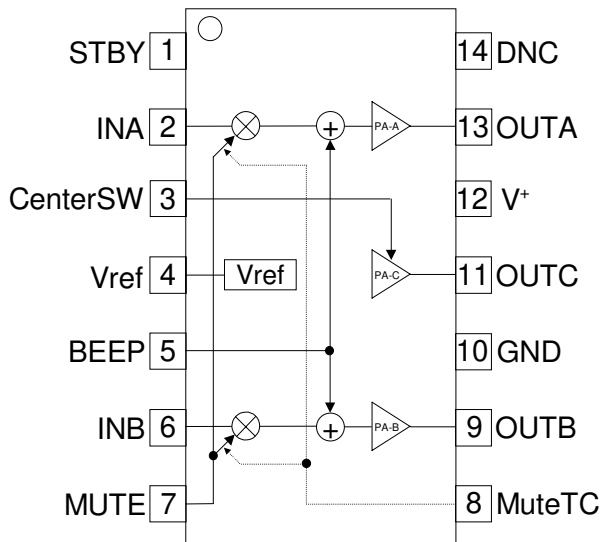 STBY 1 14 DNC
INA 2 + PA-A 13 OUTA
CenterSW 3 12 V+
Vref 4 Vref PA-C 11 OUTC
BEEP 5 10 GND
INB 6 + PA-B 9 OUTB
MUTE 7 8 MuteTC